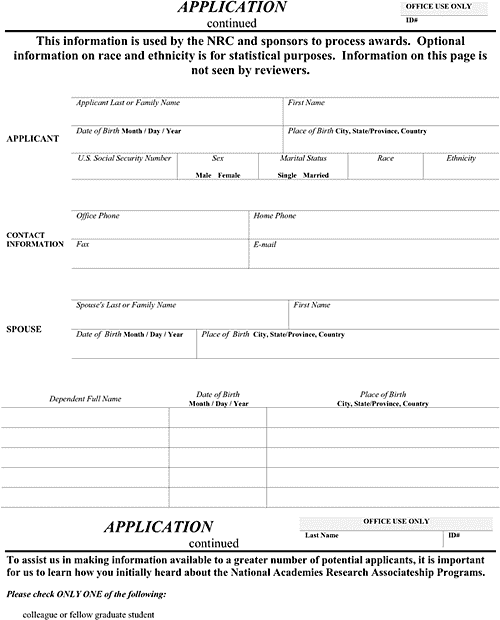 APPLICATION
continued
OFFICE USE ONLY
ID#
This information is used by the NRC and sponsors to process awards. Optional
information on race and ethnicity is for statistical purposes. Information on this page is
not seen by reviewers.
APPLICANT
Applicant Last or Family Name First Name
Date of Birth Month / Day / Year Place of Birth City, State/Province, Country
U.S. Social Security Number Sex Marital Status Race Ethnicity
Male Female Single Married
CONTACT
INFORMATION
Office Phone Home Phone
Fax E-mail
SPOUSE
Spouse's Last or Family Name First Name
Date of Birth Month / Day / Year Place of Birth City, State/Province, Country
Dependent Full Name Date of Birth Place of Birth
Month / Day / Year City, State/Province, Country
APPLICATION
continued
OFFICE USE ONLY
Last Name ID#
To assist us in making information available to a greater number of potential applicants, it is important
for us to learn how you initially heard about the National Academies Research Associateship Programs.
Please check ONLY ONE of the following:
colleague or fellow graduate student